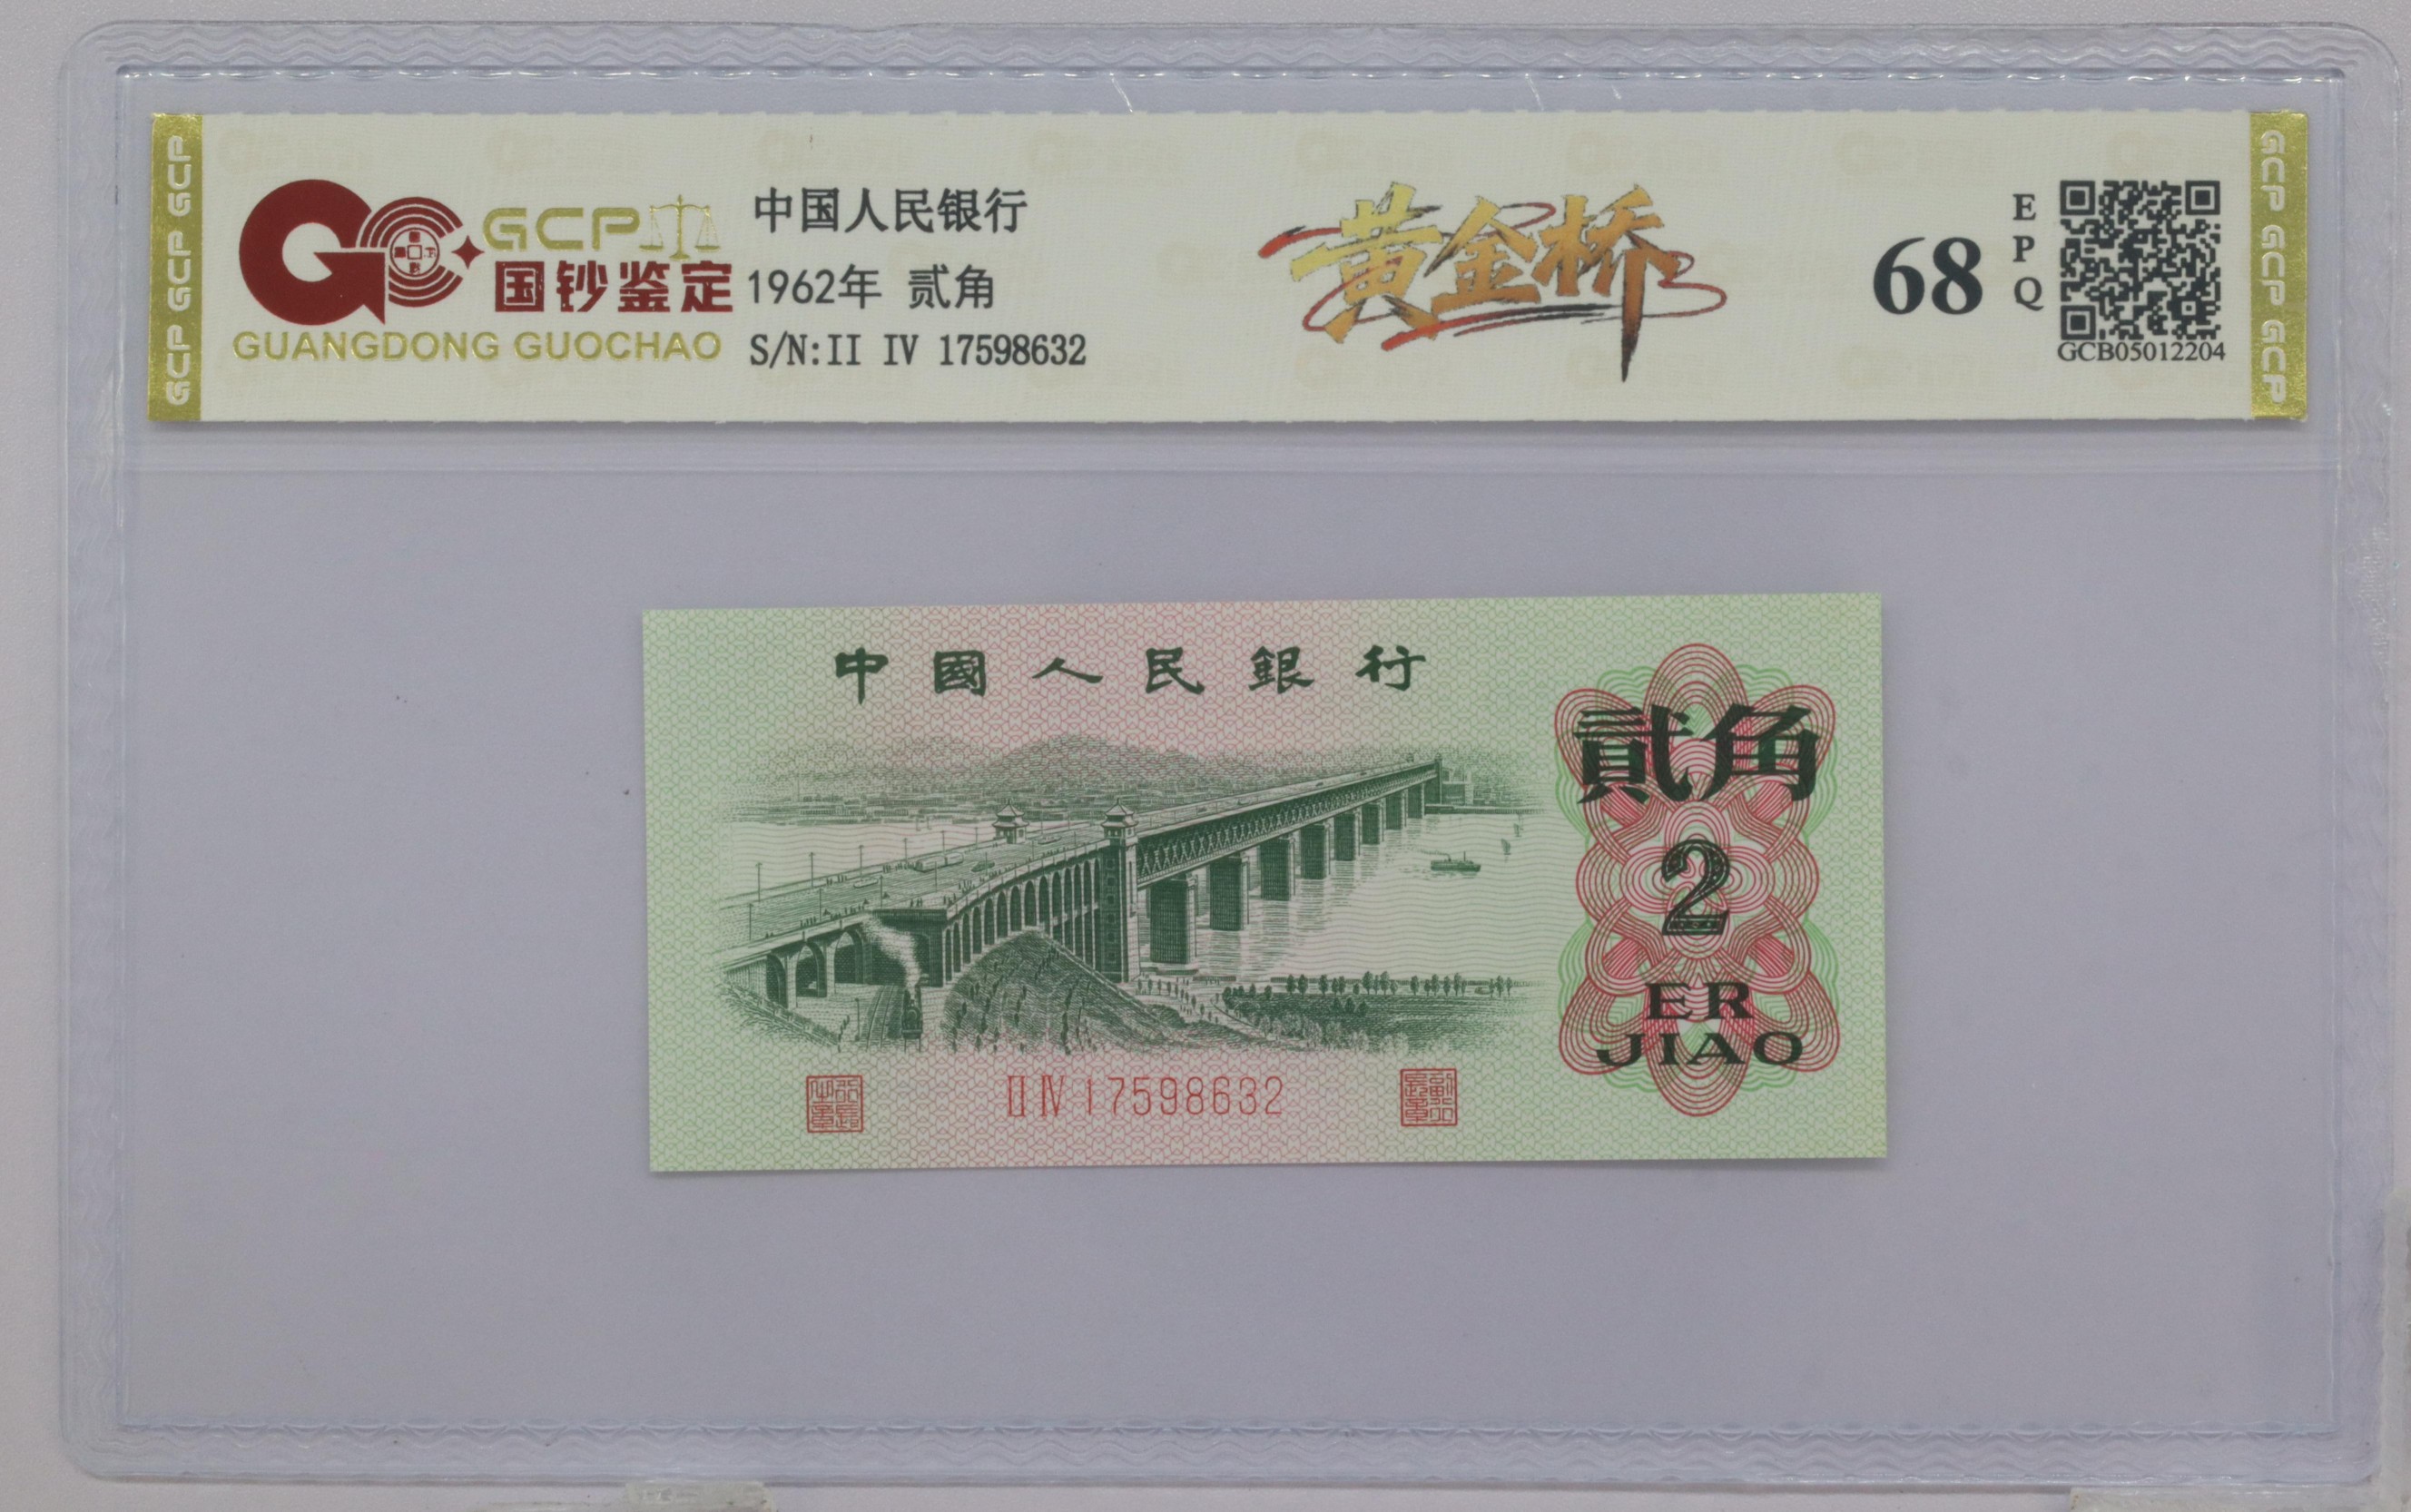 GCP GCP GCP
GCP
国钞鉴定
GUANGDONG GUOCHAO
中国人民银行
1962年 贰角
S/N:II IV 17598632
黄金桥
68
EPQ
GCB05012204
GCP GCP GCP
中國人民銀行
貳角
2
ER
JIAO
II IV 17598632